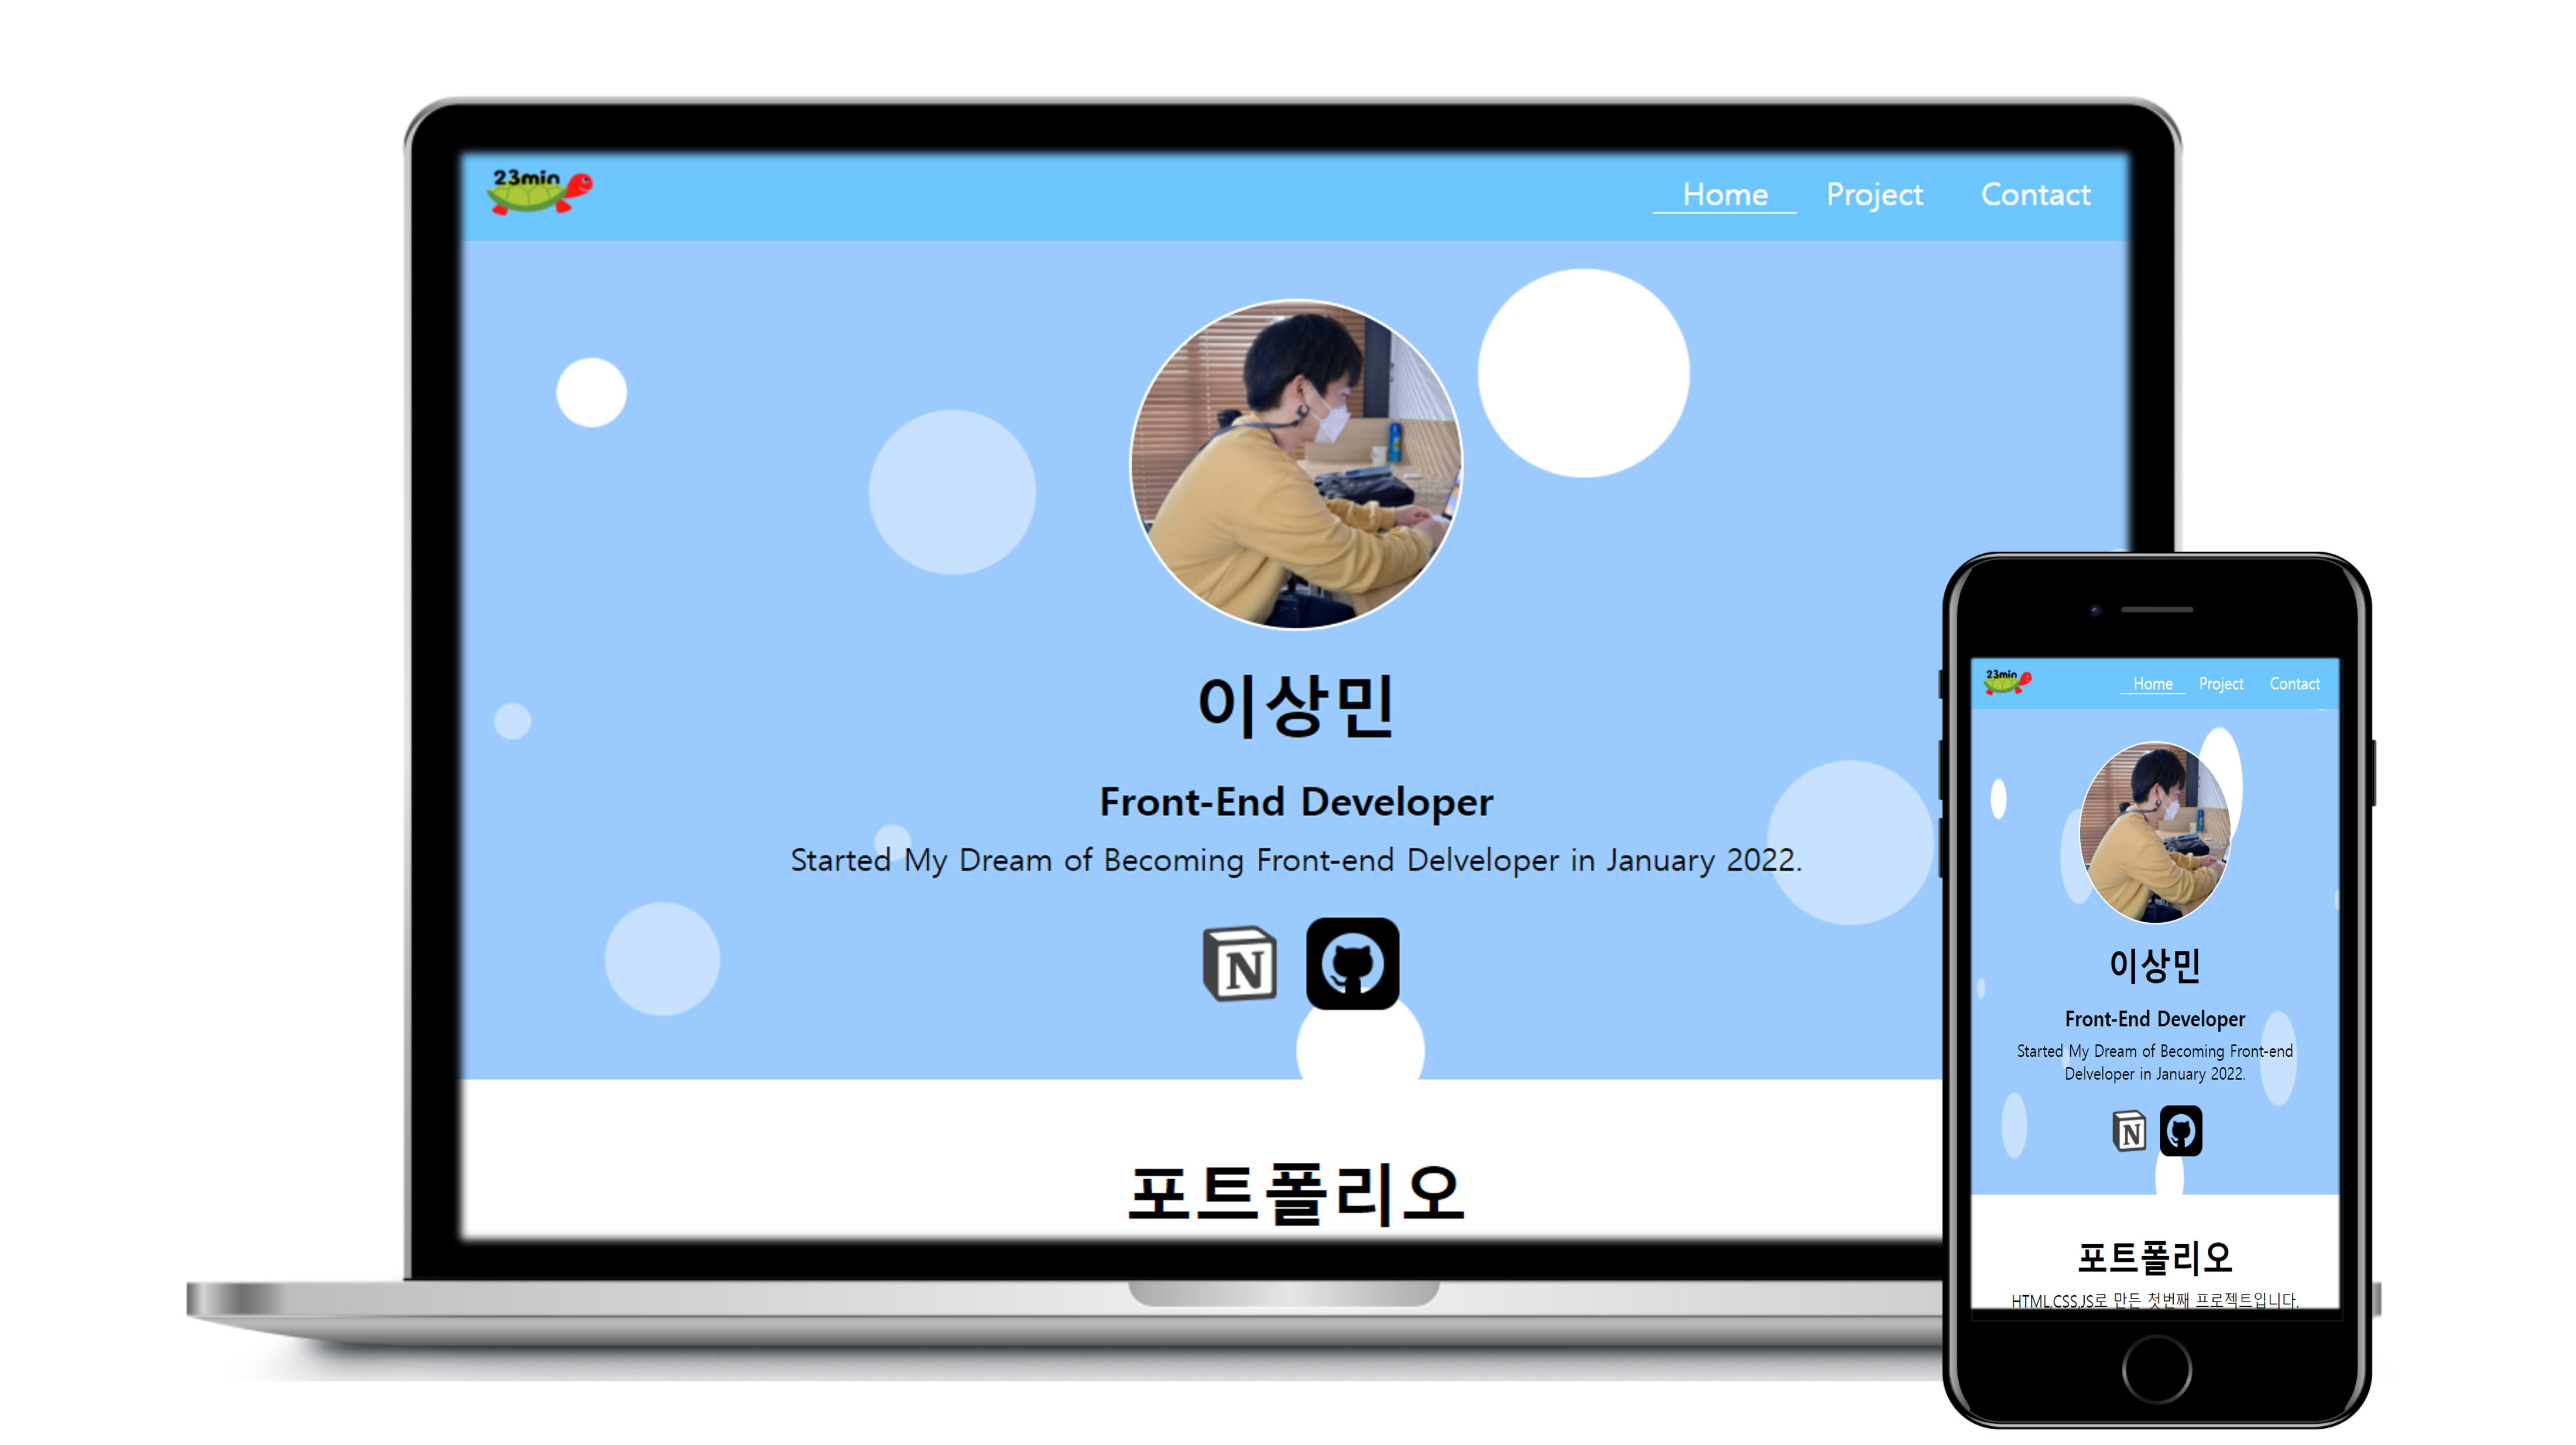 23min
Home Project Contact
이상민
Front-End Developer
Started My Dream of Becoming Front-end Delveloper in January 2022.
N
포트폴리오
23min
Home Project Contact
이상민
Front-End Developer
Started My Dream of Becoming Front-end
Delveloper in January 2022.
N
포트폴리오
HTML,CSS,JS로 만든 첫번째 프로젝트입니다.